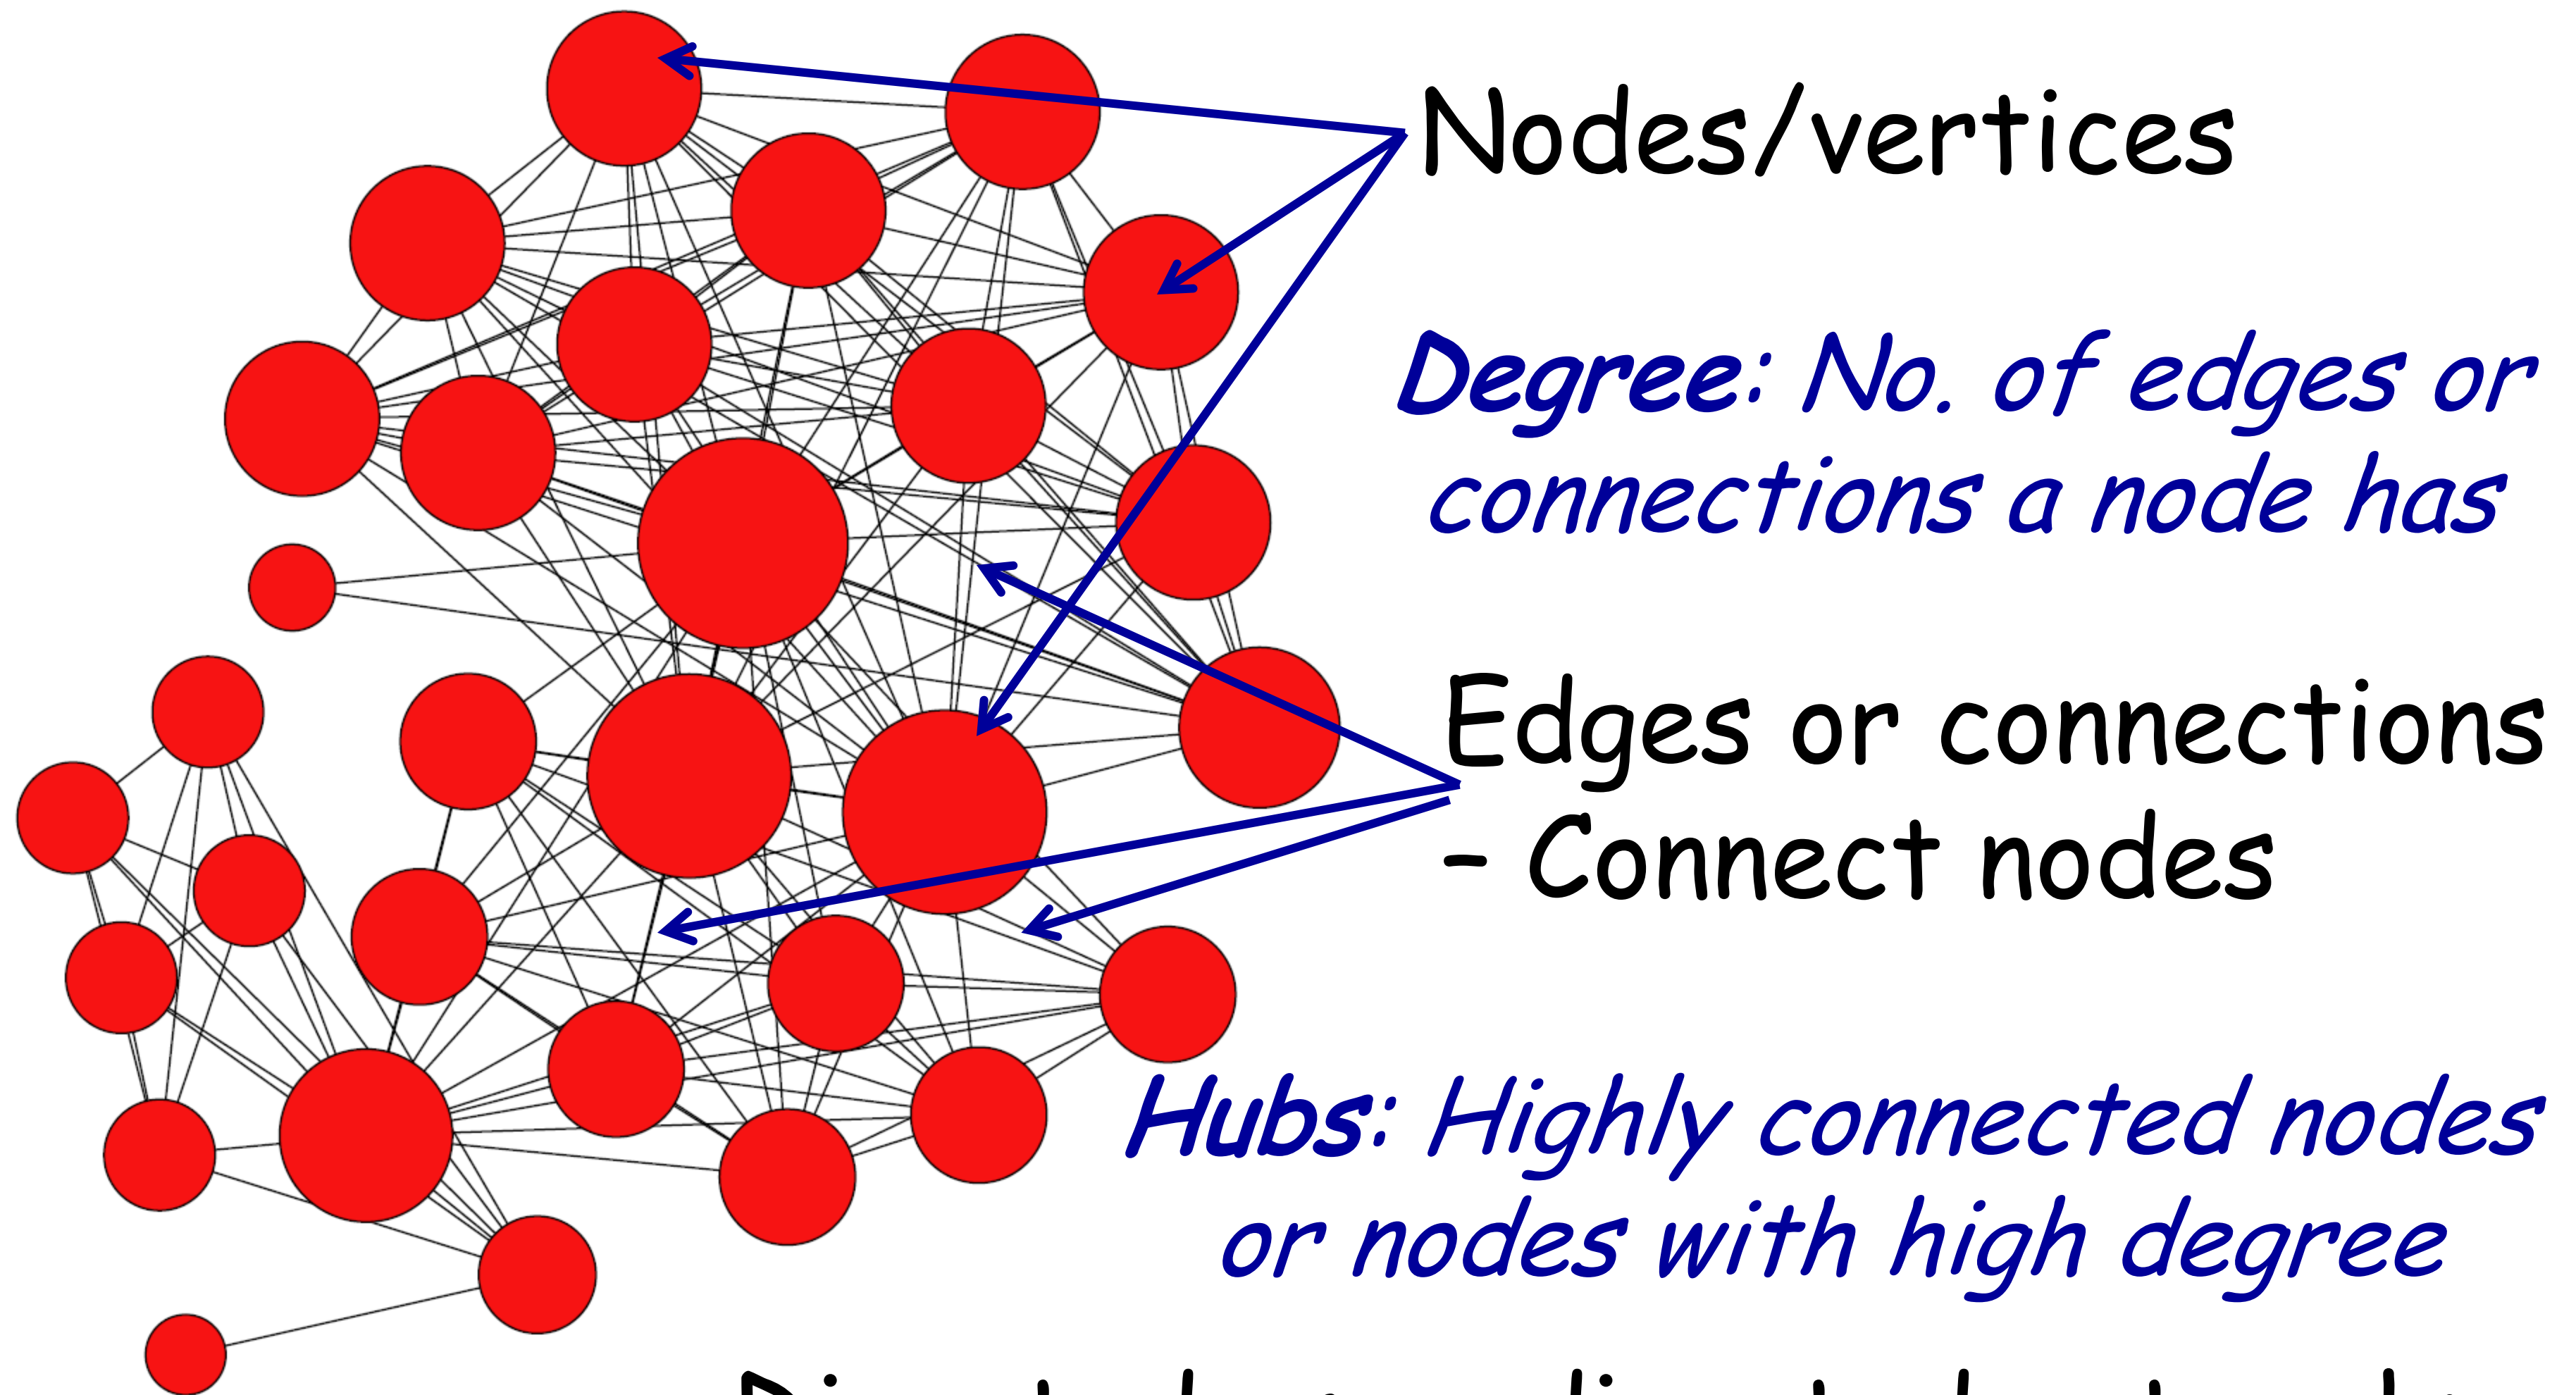 Nodes/vertices
Degree: No. of edges or
connections a node has
Edges or connections
– Connect nodes
Hubs: Highly connected nodes
or nodes with high degree